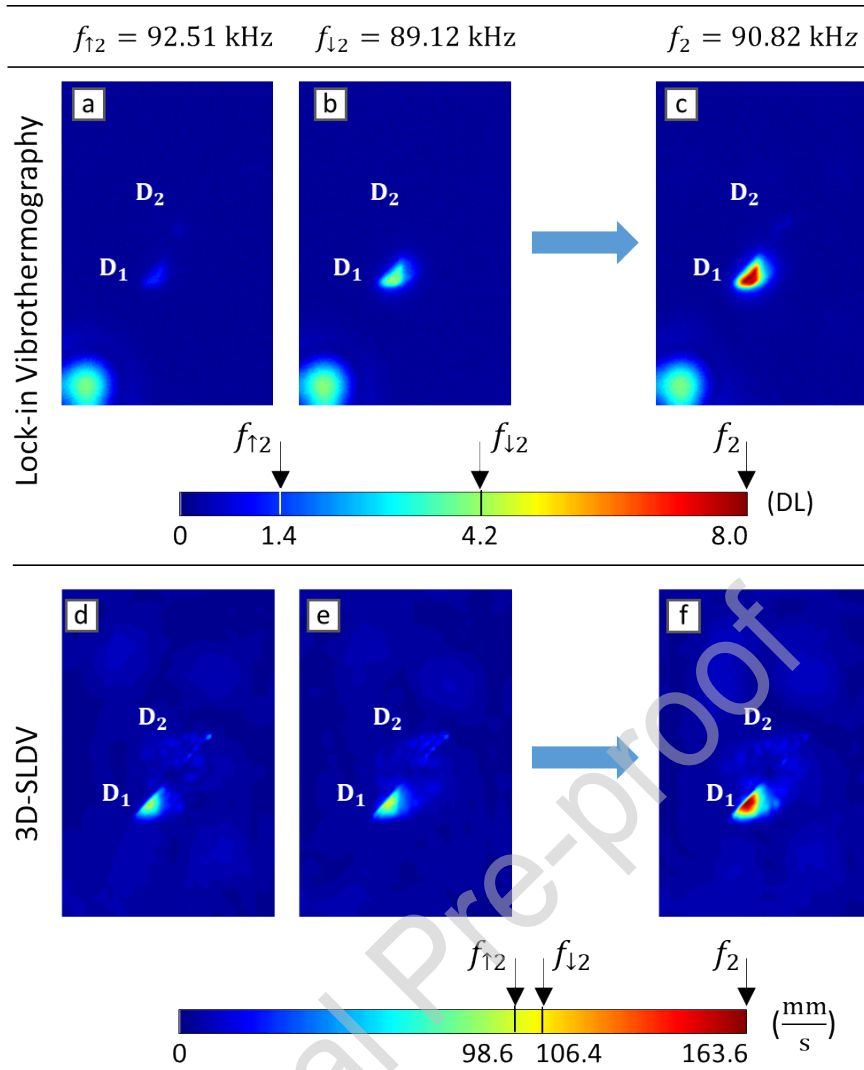 f↑2 = 92.51 kHz f↓2 = 89.12 kHz f2 = 90.82 kHz
Lock-in Vibrothermography
a b c
D2 D2 D2
D1 D1 D1
f↑2 f↓2 f2
0 1.4 4.2 8.0 (DL)
3D-SLDV
d e f
D2 D2 D2
D1 D1 D1
f↑2 f↓2 f2
0 98.6 106.4 163.6 (mm/s)
al Pre-proof